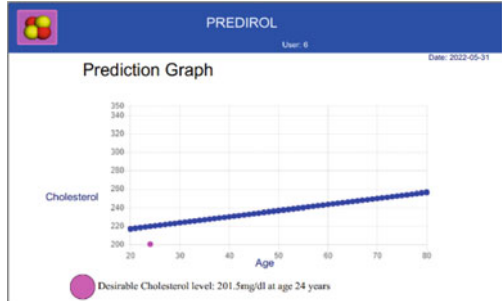 PREDIROL
User: 6
Date: 2022-05-31
Prediction Graph
350
340
320
300
280
260
240
220
200
Cholesterol
20 30 40 50 60 70 80
Age
Desirable Cholesterol level: 201.5mg/dl at age 24 years